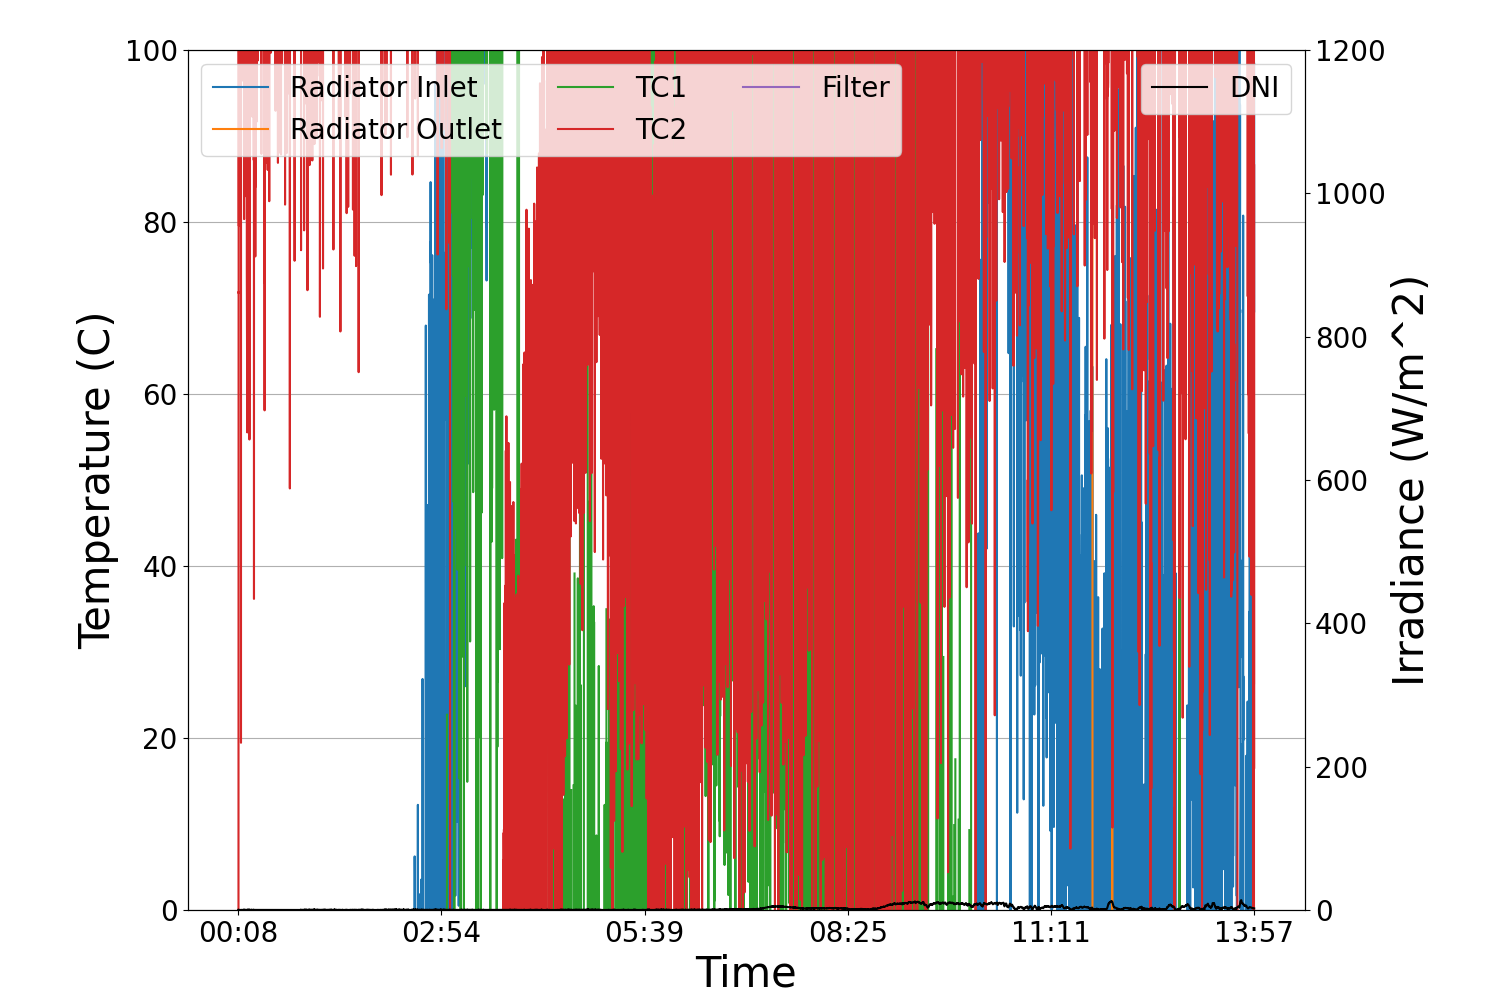 100
80
60
40
20
0
Temperature (C)
Radiator Inlet
Radiator Outlet
TC1
TC2
Filter
DNI
1200
1000
800
600
400
200
0
Irradiance (W/m^2)
00:08 02:54 05:39 08:25 11:11 13:57
Time